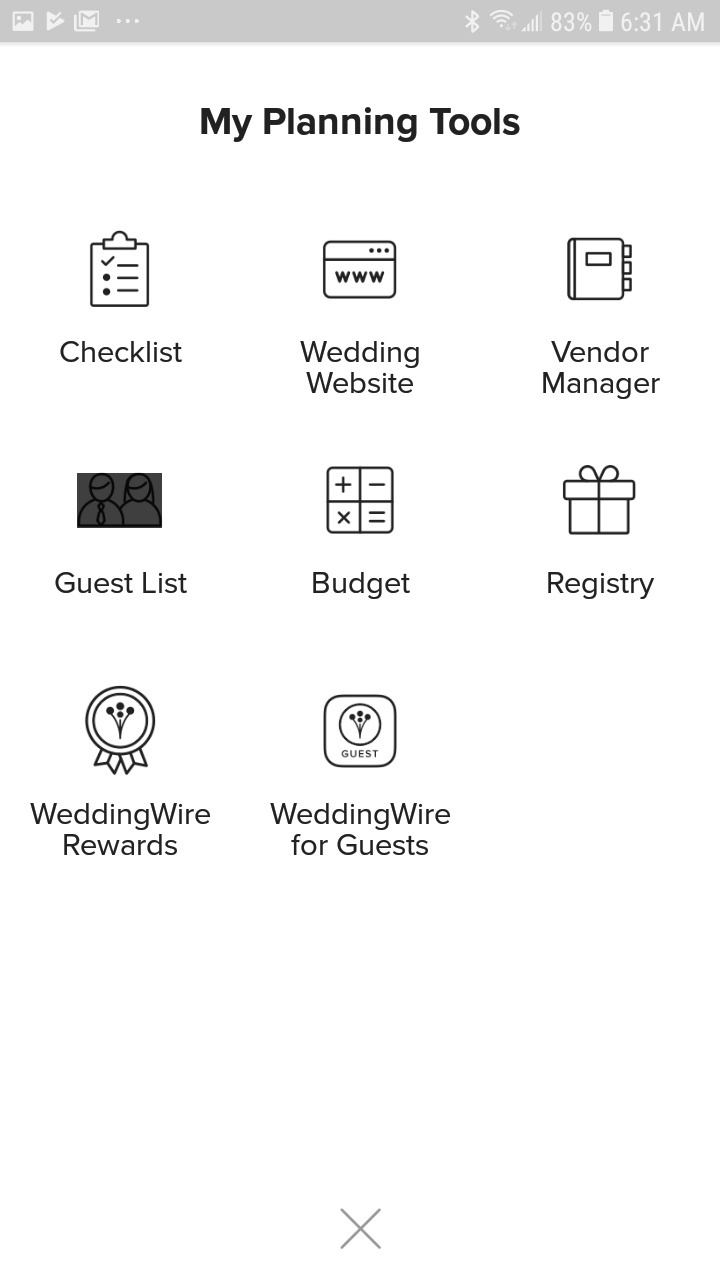 83% 6:31 AM
My Planning Tools
www
Checklist
Wedding
Website
Vendor
Manager
Guest List
Budget
Registry
GUEST
WeddingWire
Rewards
WeddingWire
for Guests